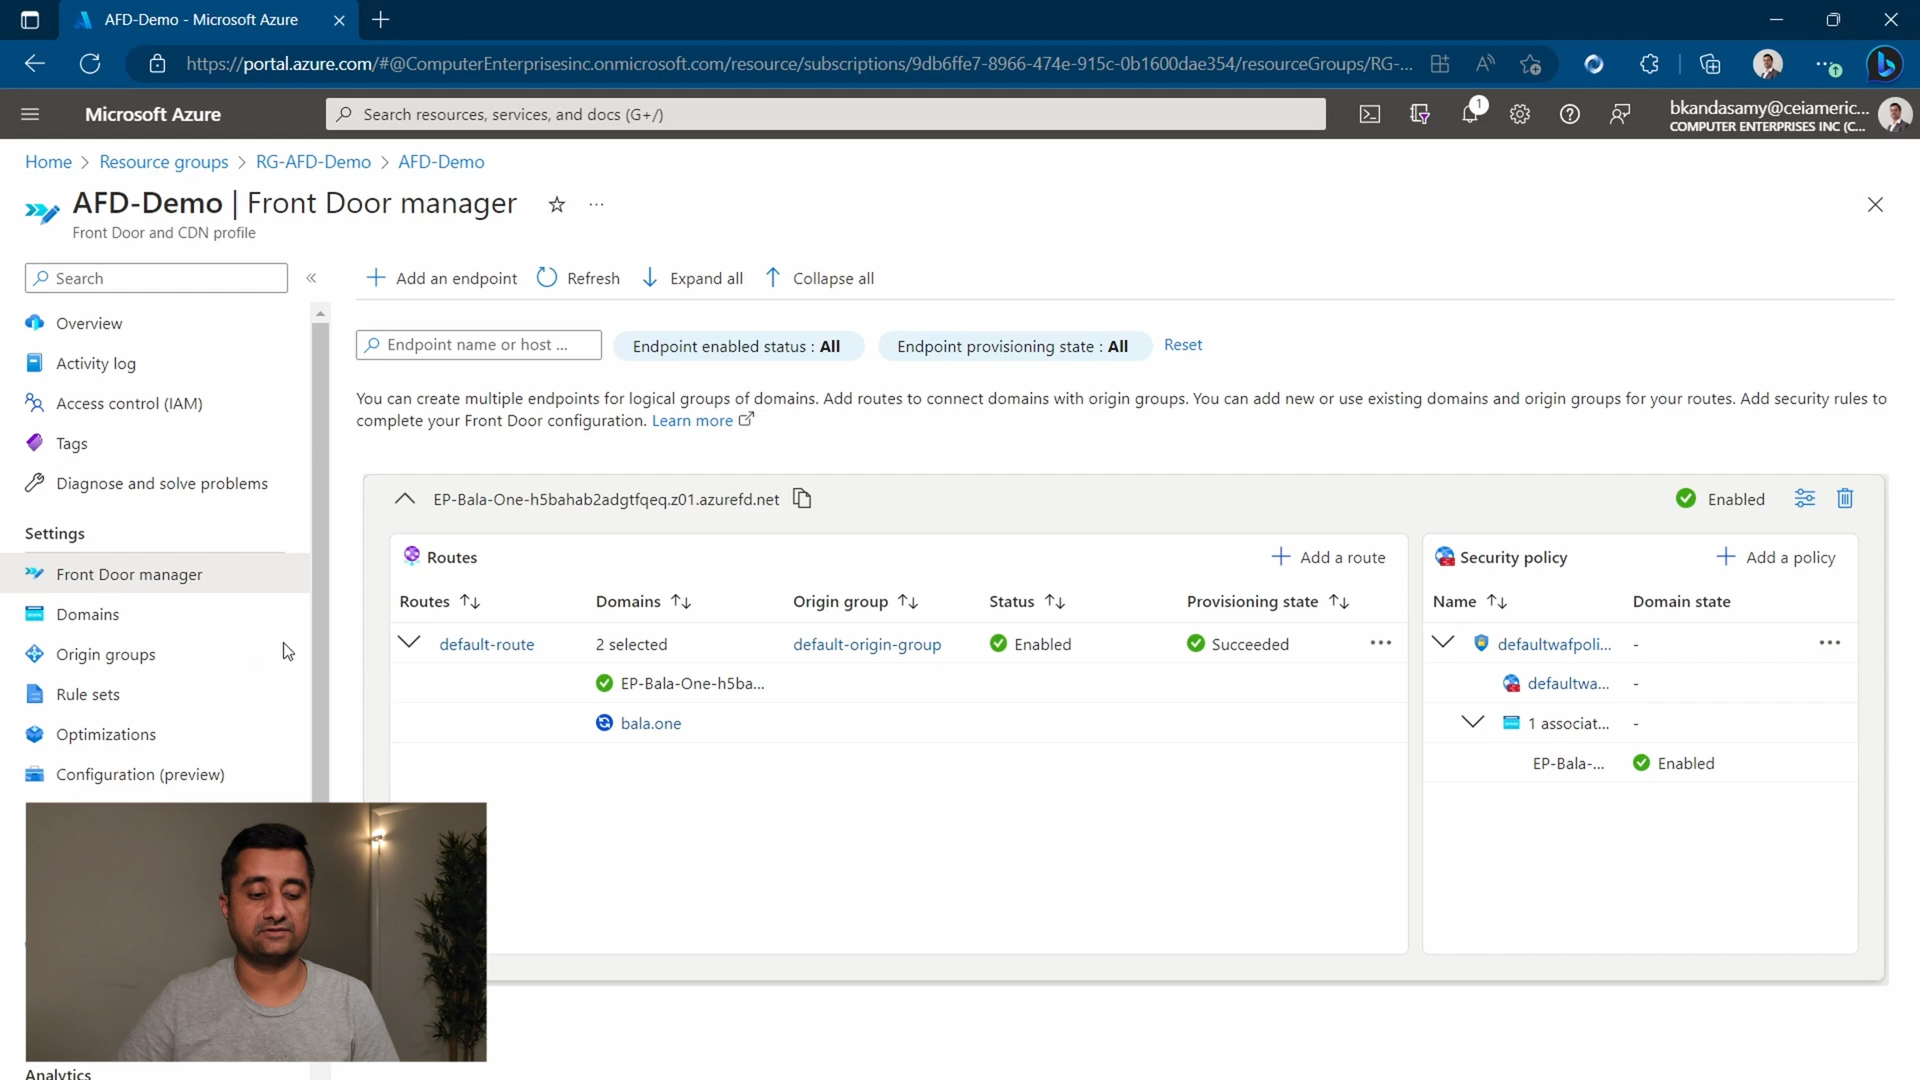 AFD-Demo - Microsoft Azure
https://portal.azure.com/#@ComputerEnterprisesinc.onmicrosoft.com/resource/subscriptions/9db6ffe7-8966-474e-915c-0b1600dae354/resourceGroups/RG-...
Microsoft Azure
Search resources, services, and docs (G+/)
1
bkandasamy@ceiameric...
COMPUTER ENTERPRISES INC (C...
Home > Resource groups > RG-AFD-Demo > AFD-Demo
AFD-Demo | Front Door manager
Front Door and CDN profile
Search
Overview
Activity log
Access control (IAM)
Tags
Diagnose and solve problems
Settings
Front Door manager
Domains
Origin groups
Rule sets
Optimizations
Configuration (preview)
Analytics
Add an endpoint Refresh Expand all Collapse all
Endpoint name or host ... Endpoint enabled status : All Endpoint provisioning state : All Reset
You can create multiple endpoints for logical groups of domains. Add routes to connect domains with origin groups. You can add new or use existing domains and origin groups for your routes. Add security rules to
complete your Front Door configuration. Learn more
EP-Bala-One-h5bahab2adgtfqeq.z01.azurefd.net Enabled
Routes Add a route
Routes Domains Origin group Status Provisioning state
default-route 2 selected default-origin-group Enabled Succeeded ...
EP-Bala-One-h5ba...
bala.one
Security policy Add a policy
Name Domain state
defaultwafpoli... - ...
defaultwa... -
1 associat... -
EP-Bala-... Enabled